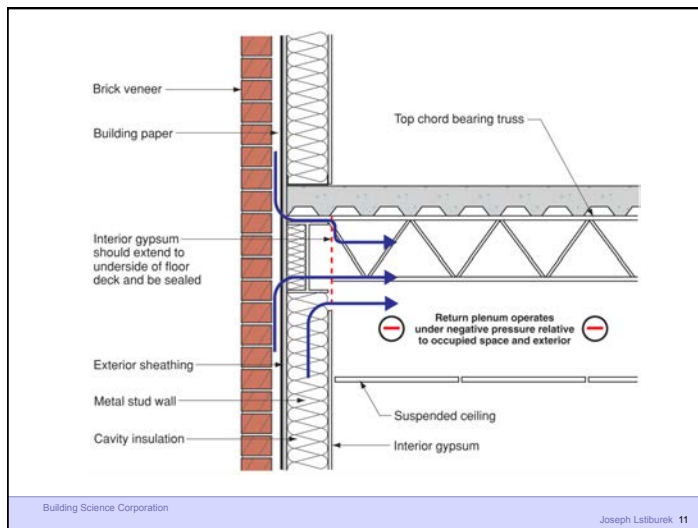 Brick veneer
Building paper
Top chord bearing truss
Interior gypsum
should extend to
underside of floor
deck and be sealed
Return plenum operates
under negative pressure relative
to occupied space and exterior
Exterior sheathing
Metal stud wall
Cavity insulation
Suspended ceiling
Interior gypsum
Building Science Corporation
Joseph Lstiburek 11